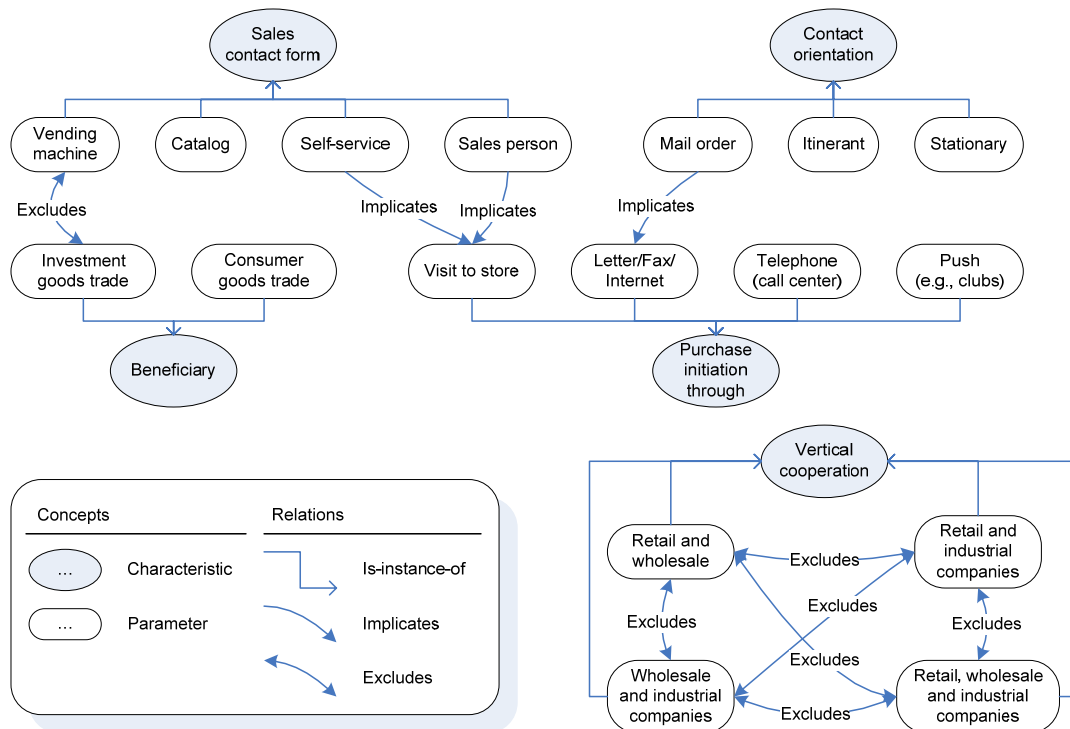 Sales
contact form
Contact
orientation
Vending
machine
Catalog
Self-service
Sales person
Mail order
Itinerant
Stationary
Excludes
Implicates
Implicates
Implicates
Investment
goods trade
Consumer
goods trade
Visit to store
Letter/Fax/
Internet
Telephone
(call center)
Push
(e.g., clubs)
Beneficiary
Purchase
initiation
through
Vertical
cooperation
Concepts
Relations
...
Characteristic
Is-instance-of
...
Parameter
Implicates
Excludes
Retail and
wholesale
Excludes
Retail and
industrial
companies
Excludes
Excludes
Excludes
Excludes
Wholesale
and industrial
companies
Excludes
Retail, wholesale
and industrial
companies